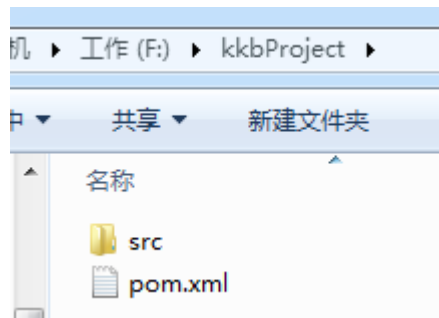 机 ▸ 工作 (F:) ▸ kkbProject ▸
中 ▾ 共享 ▾ 新建文件夹
名称
src
pom.xml